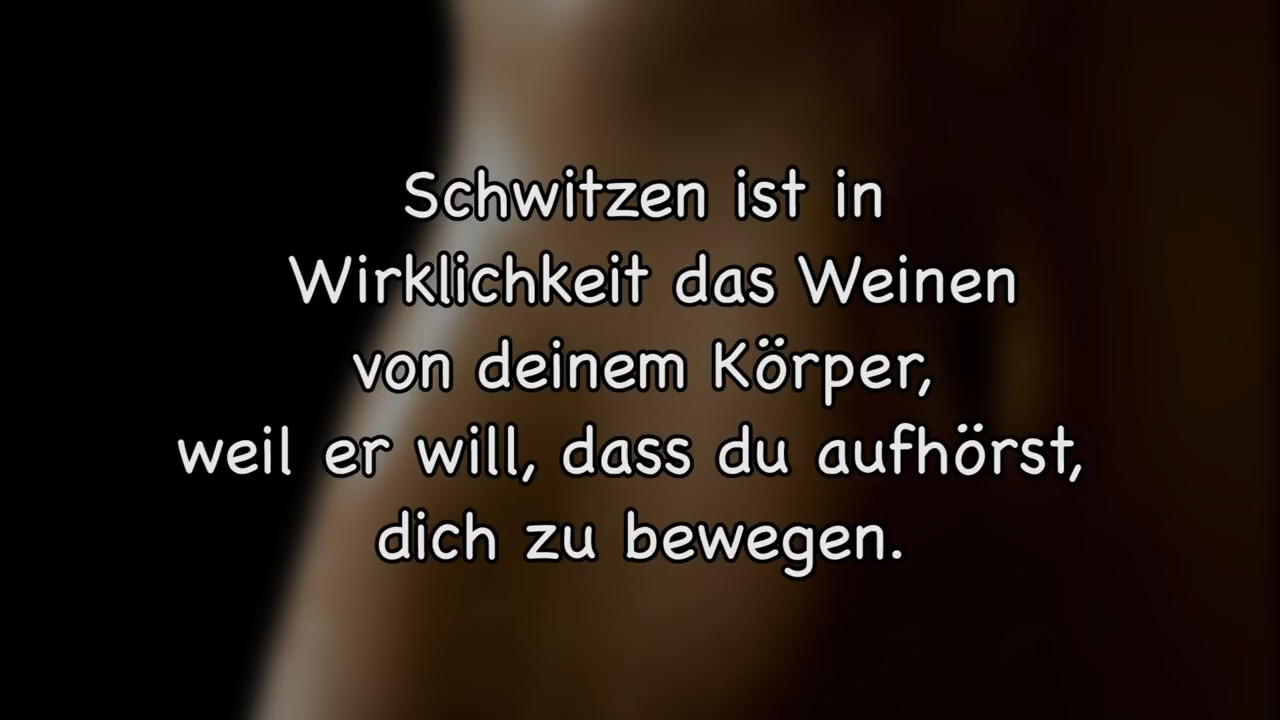 Schwitzen ist in
Wirklichkeit das Weinen
von deinem Körper,
weil er will, dass du aufhörst,
dich zu bewegen.